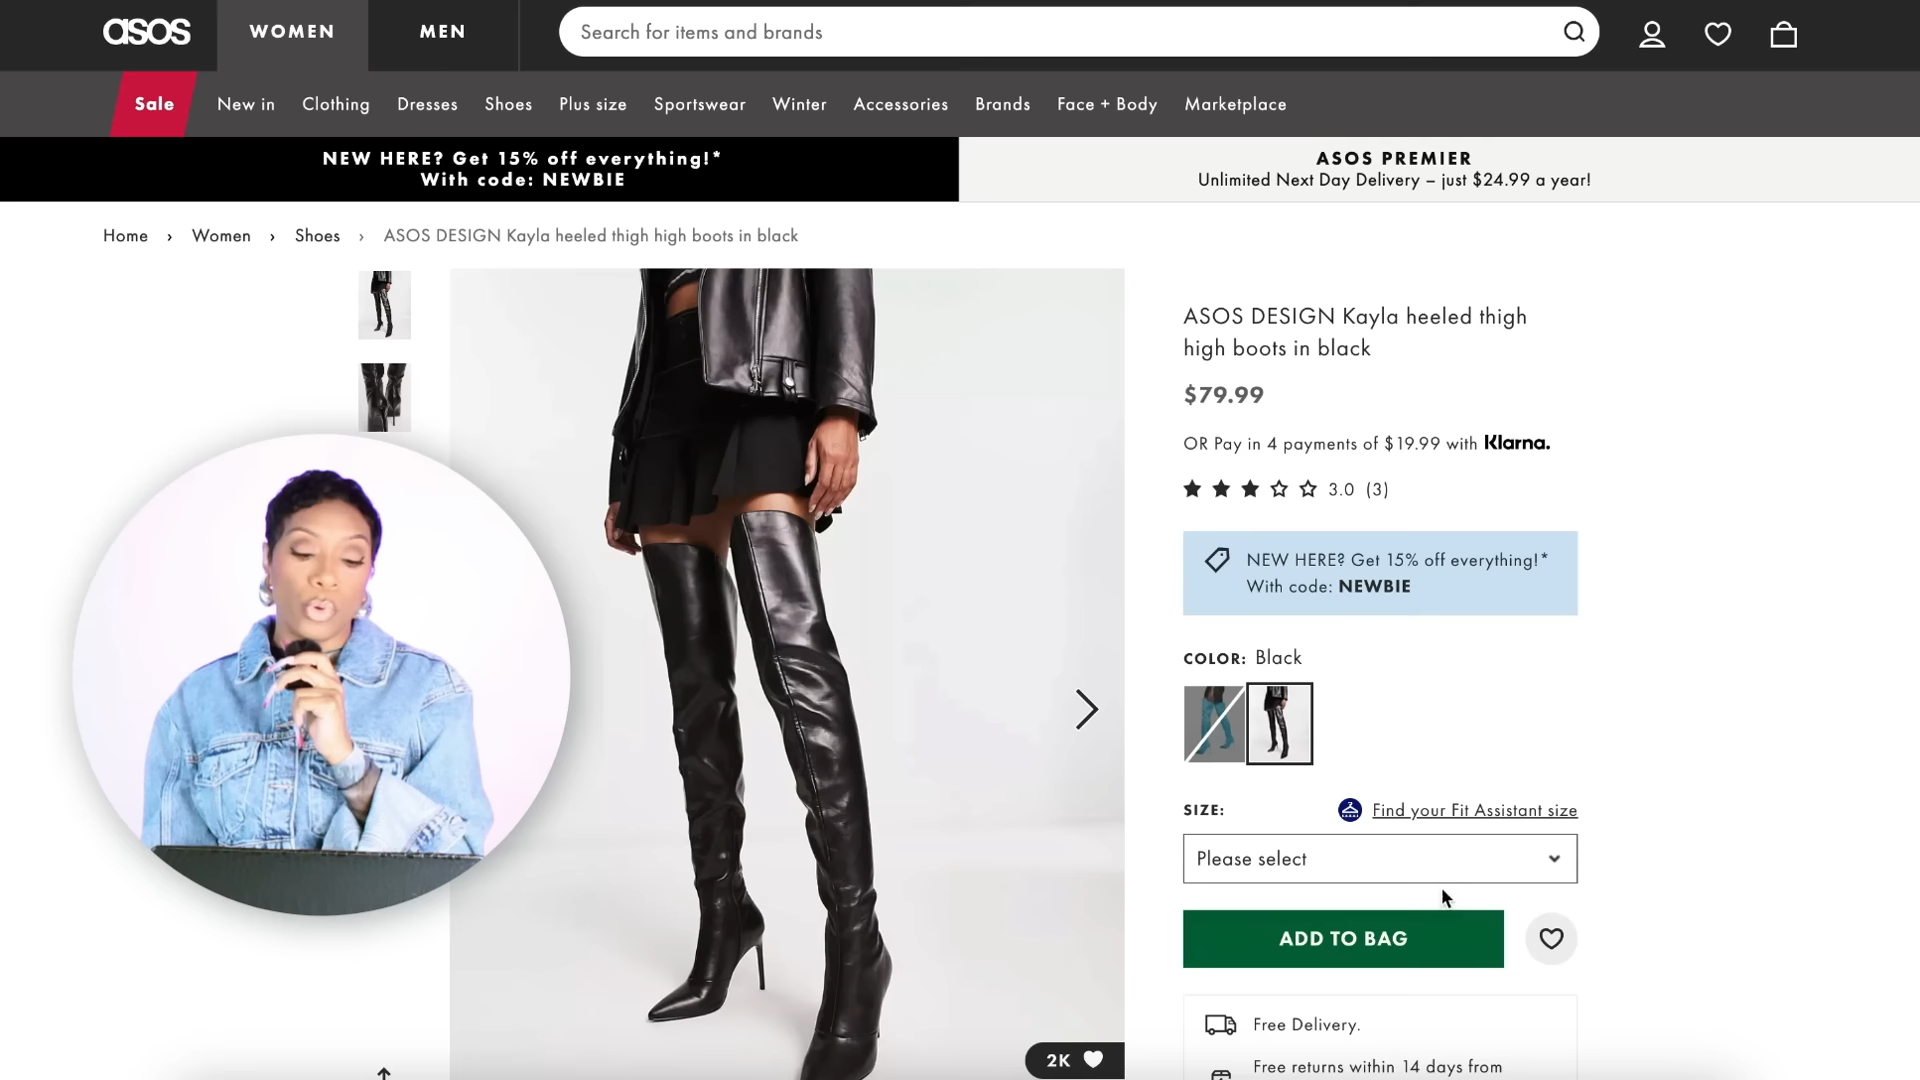 asos
WOMEN
MEN
Search for items and brands
Sale
New in
Clothing
Dresses
Shoes
Plus size
Sportswear
Winter
Accessories
Brands
Face + Body
Marketplace
NEW HERE? Get 15% off everything!*
With code: NEWBIE
ASOS PREMIER
Unlimited Next Day Delivery – just $24.99 a year!
Home › Women › Shoes › ASOS DESIGN Kayla heeled thigh high boots in black
ASOS DESIGN Kayla heeled thigh
high boots in black
$79.99
OR Pay in 4 payments of $19.99 with Klarna.
3.0 (3)
NEW HERE? Get 15% off everything!*
With code: NEWBIE
COLOR: Black
SIZE:
Find your Fit Assistant size
Please select
ADD TO BAG
2K
Free Delivery.
Free returns within 14 days from